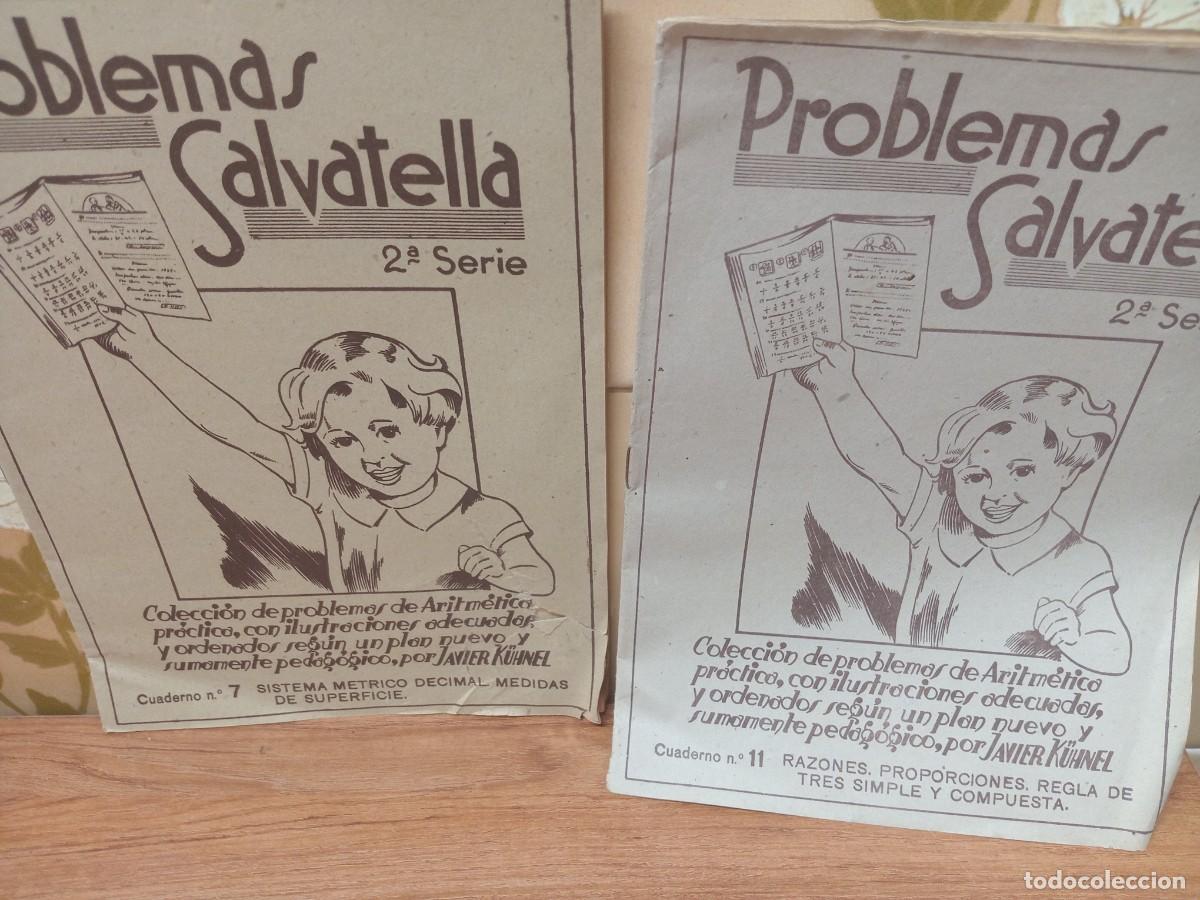 oblemas
Salvatella
2ª Serie
Colección de problemas de Aritmética
práctica, con ilustraciones adecuadas,
y ordenados según un plan nuevo y
sumamente pedagógico, por JAVIER KÜHNEL
Cuaderno n.º 7 SISTEMA METRICO DECIMAL. MEDIDAS
DE SUPERFICIE.
Problemas
Salvate
2ª Se
Colección de problemas de Aritmética
práctica, con ilustraciones adecuadas,
y ordenados según un plan nuevo y
sumamente pedagógico, por JAVIER KÜHNEL
Cuaderno n.º 11 RAZONES. PROPORCIONES. REGLA DE
TRES SIMPLE Y COMPUESTA.
todocoleccion